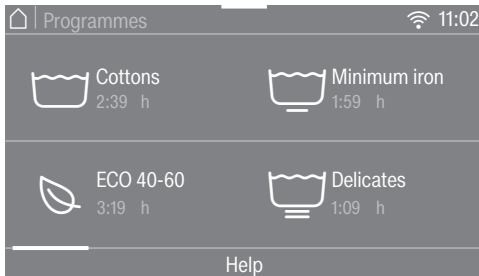 Programmes 11:02
Cottons
2:39 h
Minimum iron
1:59 h
ECO 40-60
3:19 h
Delicates
1:09 h
Help